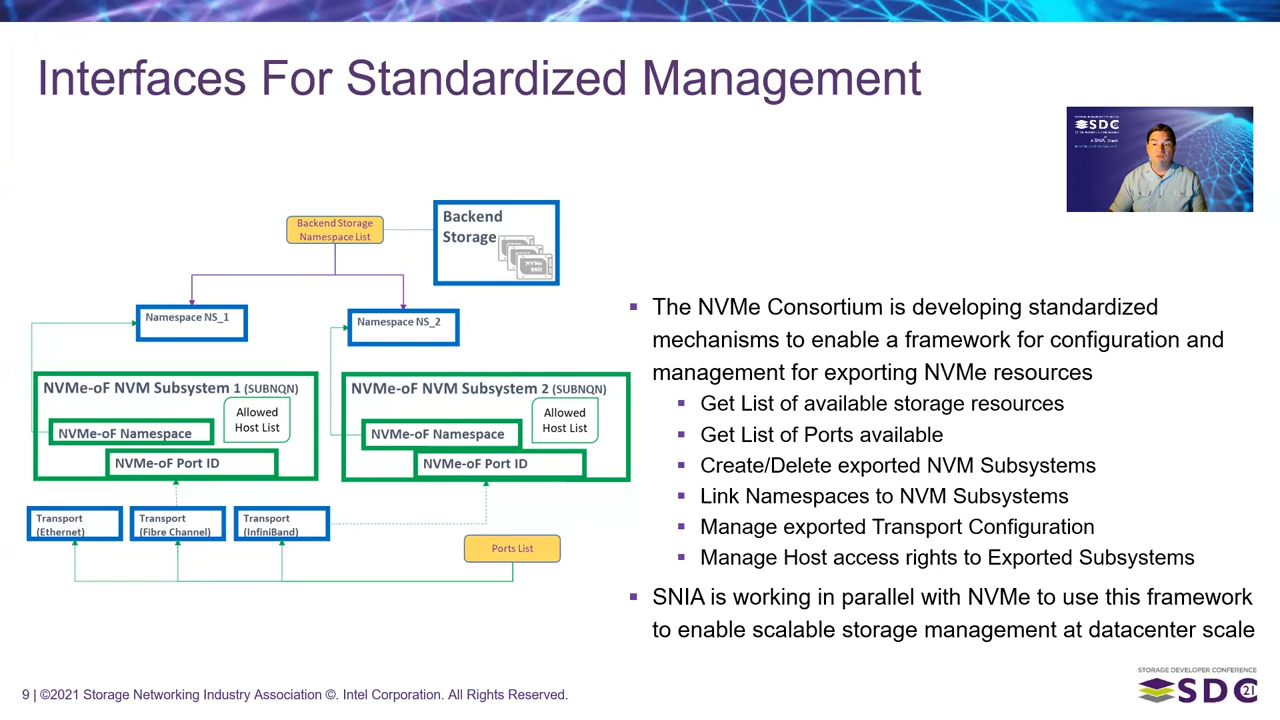 Interfaces For Standardized Management
SDC
Backend Storage
Namespace List
Backend
Storage
NVMe
SSD
Namespace NS_1
Namespace NS_2
NVMe-oF NVM Subsystem 1 (SUBNQN)
Allowed
Host List
NVMe-oF Namespace
NVMe-oF Port ID
NVMe-oF NVM Subsystem 2 (SUBNQN)
Allowed
Host List
NVMe-oF Namespace
NVMe-oF Port ID
Transport
(Ethernet)
Transport
(Fibre Channel)
Transport
(InfiniBand)
Ports List
▪ The NVMe Consortium is developing standardized
mechanisms to enable a framework for configuration and
management for exporting NVMe resources
▪ Get List of available storage resources
▪ Get List of Ports available
▪ Create/Delete exported NVM Subsystems
▪ Link Namespaces to NVM Subsystems
▪ Manage exported Transport Configuration
▪ Manage Host access rights to Exported Subsystems
▪ SNIA is working in parallel with NVMe to use this framework
to enable scalable storage management at datacenter scale
9 | ©2021 Storage Networking Industry Association ©. Intel Corporation. All Rights Reserved.
STORAGE DEVELOPER CONFERENCE
SDC 21